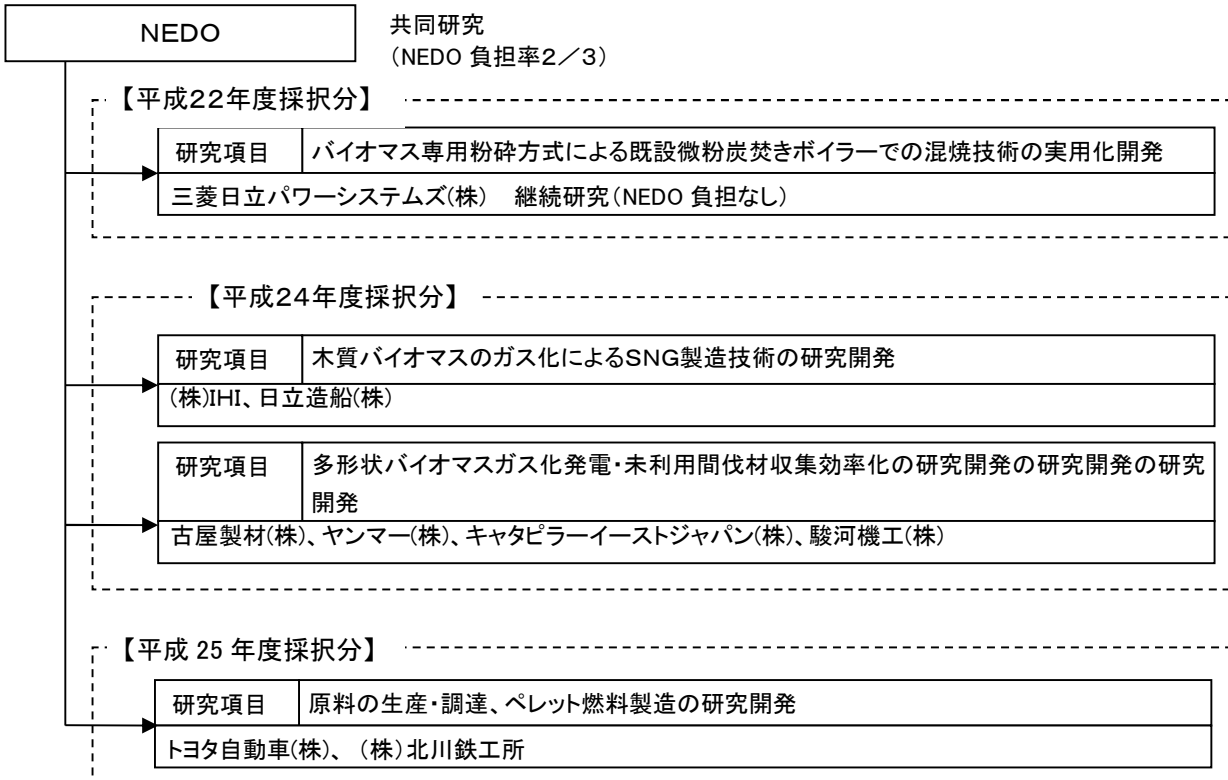 NEDO
共同研究
(NEDO 負担率2／3)
【平成22年度採択分】
研究項目 バイオマス専用粉砕方式による既設微粉炭焚きボイラーでの混焼技術の実用化開発
三菱日立パワーシステムズ(株) 継続研究(NEDO 負担なし)
【平成24年度採択分】
研究項目 木質バイオマスのガス化によるSNG製造技術の研究開発
(株)IHI、日立造船(株)
研究項目 多形状バイオマスガス化発電・未利用間伐材収集効率化の研究開発の研究開発の研究
開発
古屋製材(株)、ヤンマー(株)、キャタピラーイーストジャパン(株)、駿河機工(株)
【平成 25 年度採択分】
研究項目 原料の生産・調達、ペレット燃料製造の研究開発
トヨタ自動車(株)、 (株)北川鉄工所